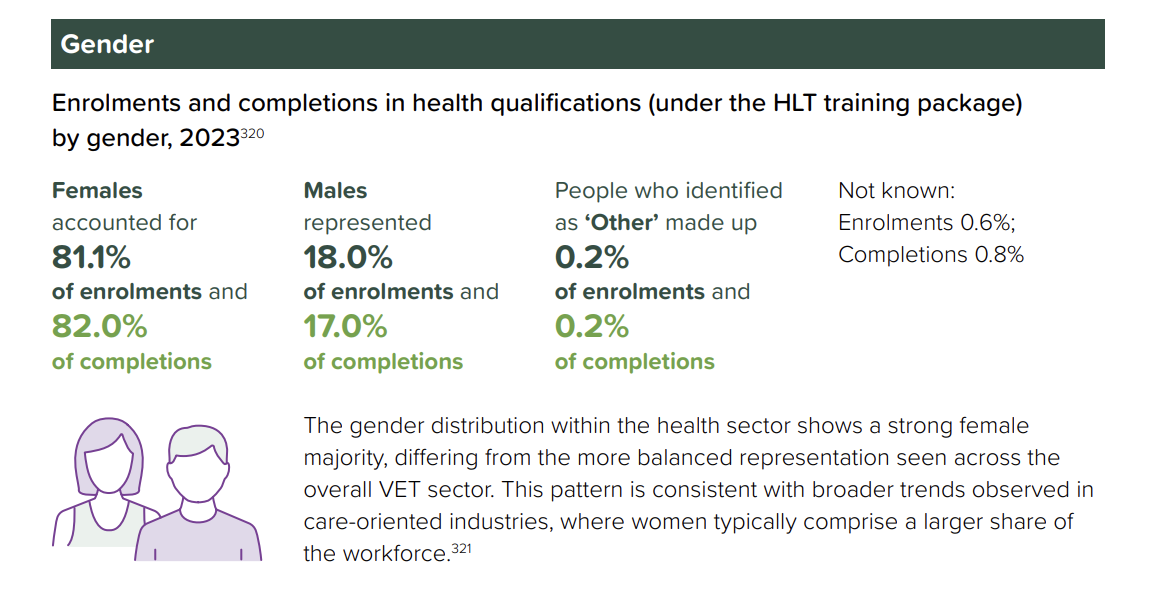 Gender
Enrolments and completions in health qualifications (under the HLT training package)
by gender, 2023³²⁰
Females
accounted for
81.1%
of enrolments and
82.0%
of completions
Males
represented
18.0%
of enrolments and
17.0%
of completions
People who identified
as ‘Other’ made up
0.2%
of enrolments and
0.2%
of completions
Not known:
Enrolments 0.6%;
Completions 0.8%
The gender distribution within the health sector shows a strong female
majority, differing from the more balanced representation seen across the
overall VET sector. This pattern is consistent with broader trends observed in
care-oriented industries, where women typically comprise a larger share of
the workforce.³²¹